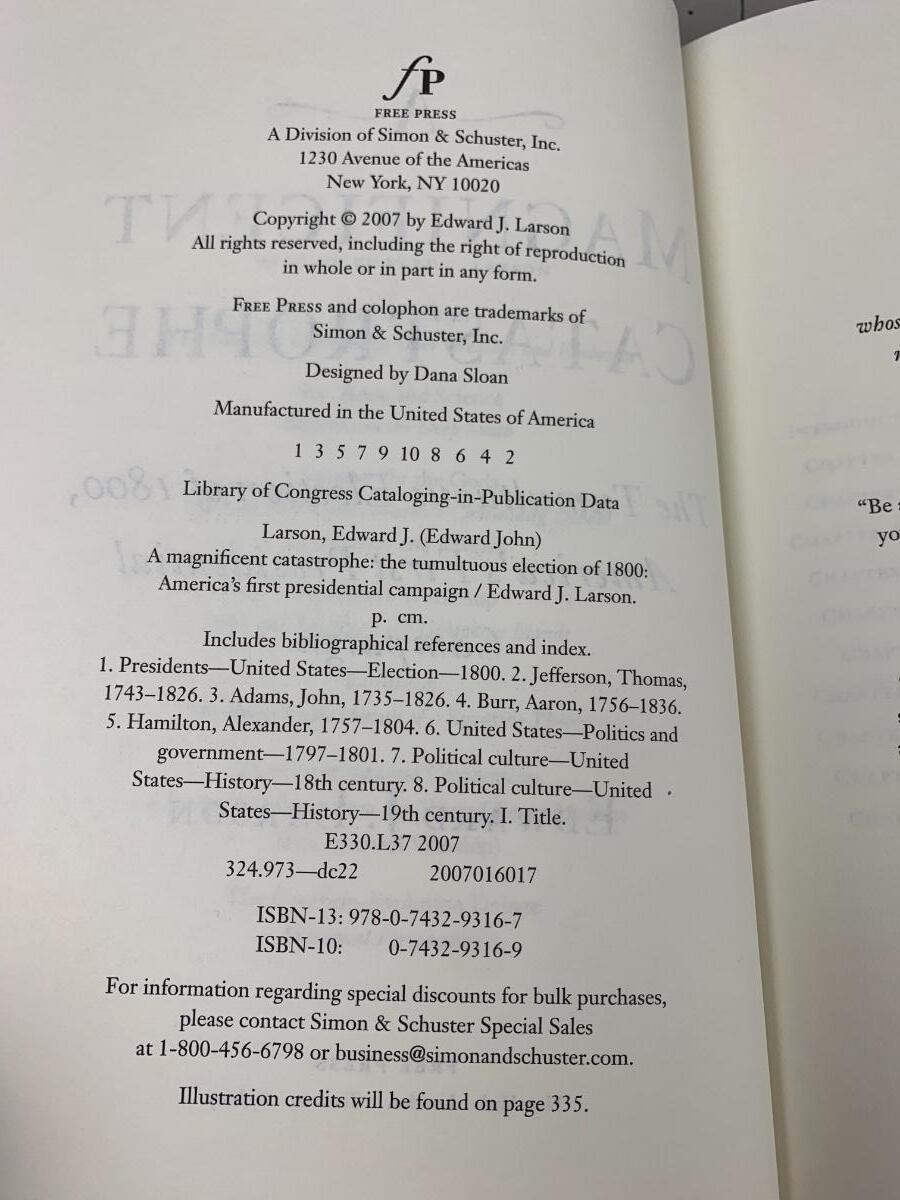 fP
FREE PRESS
A Division of Simon & Schuster, Inc.
1230 Avenue of the Americas
New York, NY 10020
Copyright © 2007 by Edward J. Larson
All rights reserved, including the right of reproduction
in whole or in part in any form.
FREE PRESS and colophon are trademarks of
Simon & Schuster, Inc.
Designed by Dana Sloan
Manufactured in the United States of America
1 3 5 7 9 10 8 6 4 2
Library of Congress Cataloging-in-Publication Data
Larson, Edward J. (Edward John)
A magnificent catastrophe: the tumultuous election of 1800:
America's first presidential campaign / Edward J. Larson.
p. cm.
Includes bibliographical references and index.
1. Presidents—United States—Election—1800. 2. Jefferson, Thomas,
1743–1826. 3. Adams, John, 1735–1826. 4. Burr, Aaron, 1756–1836.
5. Hamilton, Alexander, 1757–1804. 6. United States—Politics and
government—1797–1801. 7. Political culture—United
States—History—18th century. 8. Political culture—United
States—History—19th century. I. Title.
E330.L37 2007
324.973—dc22 2007016017
ISBN-13: 978-0-7432-9316-7
ISBN-10: 0-7432-9316-9
For information regarding special discounts for bulk purchases,
please contact Simon & Schuster Special Sales
at 1-800-456-6798 or business@simonandschuster.com.
Illustration credits will be found on page 335.
whos
"Be
yo